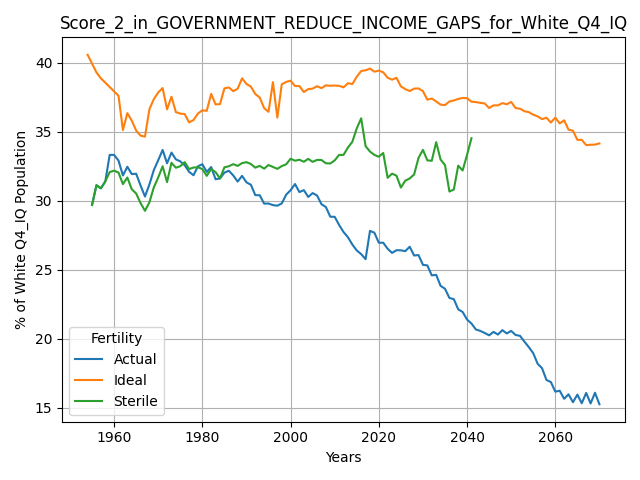 Score_2_in_GOVERNMENT_REDUCE_INCOME_GAPS_for_White_Q4_IQ
% of White Q4_IQ Population
40
35
30
25
20
15
Fertility
Actual
Ideal
Sterile
1960 1980 2000 2020 2040 2060
Years